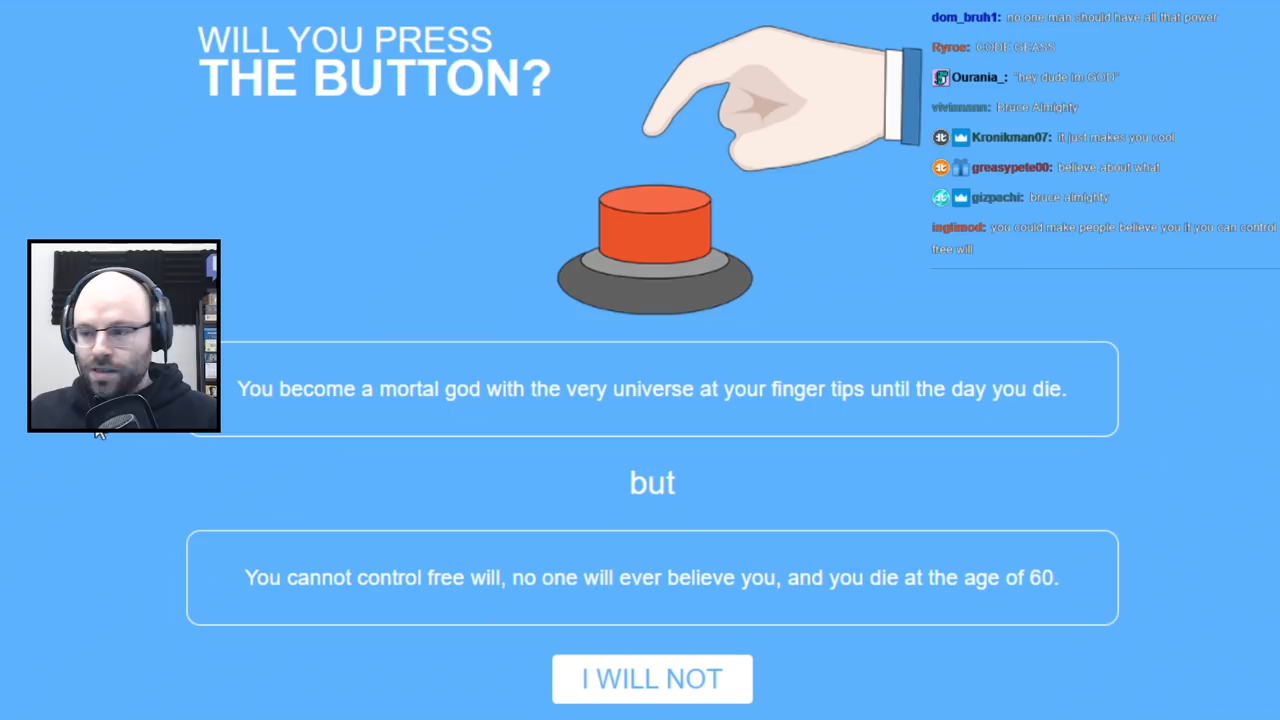 WILL YOU PRESS
THE BUTTON?
dom_bruh1: no one man should have all that power
Ryroe: CODE GEASS
Ourania_: "hey dude im GOD"
vivinnnnn: Bruce Almighty
Kronikman07: it just makes you cool
greasypete00: believe about what
gizpachi: bruce almighty
inglimod: you could make people believe you if you can control
free will
You become a mortal god with the very universe at your finger tips until the day you die.
but
You cannot control free will, no one will ever believe you, and you die at the age of 60.
I WILL NOT